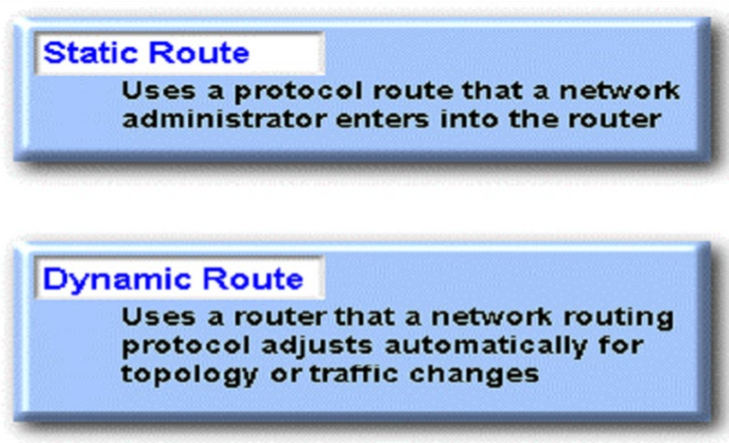 Static Route
Uses a protocol route that a network
administrator enters into the router
Dynamic Route
Uses a router that a network routing
protocol adjusts automatically for
topology or traffic changes